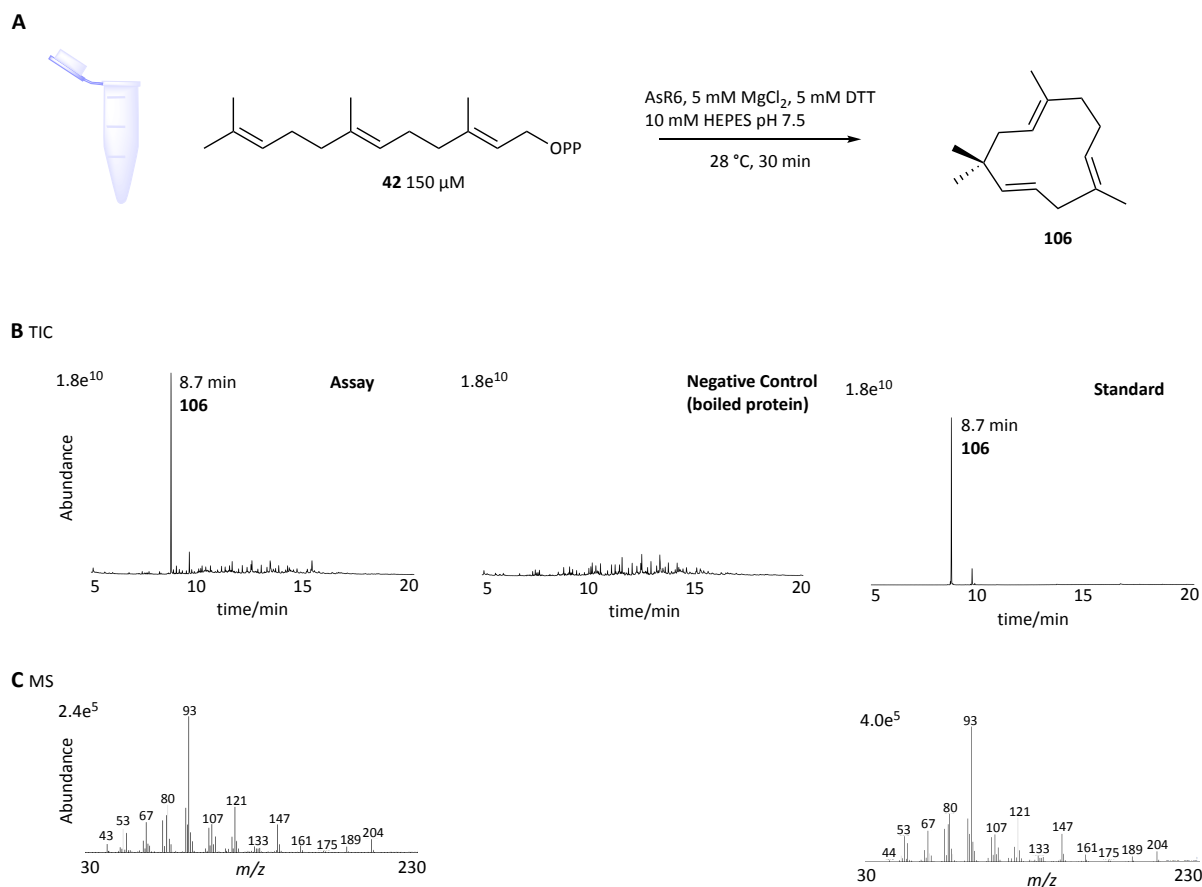 A
AsR6, 5 mM MgCl₂, 5 mM DTT
10 mM HEPES pH 7.5
28 °C, 30 min
OPP
42 150 µM
106
B TIC
1.8e¹⁰
8.7 min
106
Assay
Abundance
5
10
15
20
time/min
1.8e¹⁰
Negative Control
(boiled protein)
5
10
15
20
time/min
1.8e¹⁰
Standard
8.7 min
106
5
10
15
20
time/min
C MS
2.4e⁵
Abundance
43
53
67
80
93
107
121
133
147
161
175
189
204
30
m/z
230
4.0e⁵
44
53
67
80
93
107
121
133
147
161
175
189
204
30
m/z
230